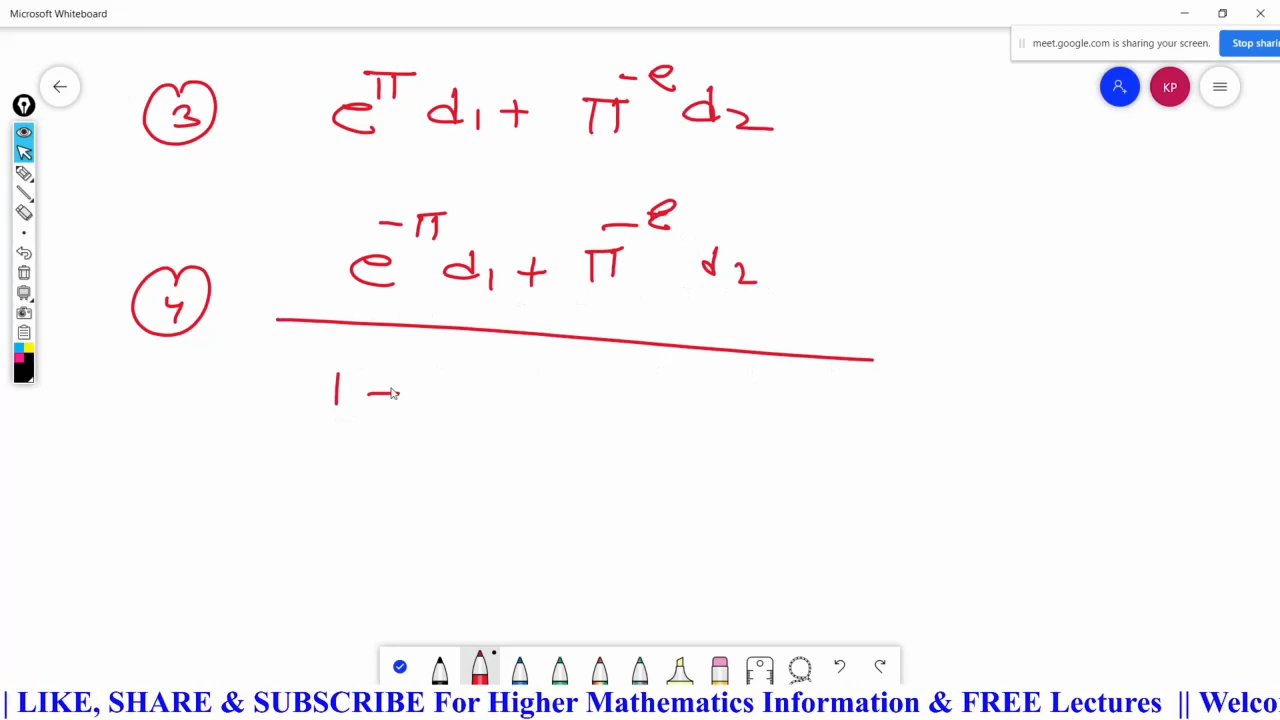 Microsoft Whiteboard
meet.google.com is sharing your screen.
Stop sharin
KP
3 e^π d₁ + π^-e d₂
4 e^-π d₁ + π^-e d₂
1 -
| LIKE, SHARE & SUBSCRIBE For Higher Mathematics Information & FREE Lectures || Welco